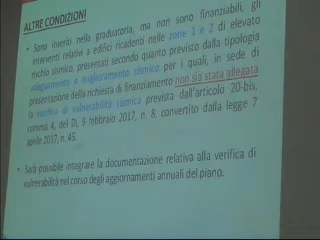 ALTRE CONDIZIONI
• Sono inseriti nella graduatoria, ma non sono finanziabili, gli
interventi relativi a edifici ricadenti nelle zone 1 e 2 di elevato
rischio sismico, presentati secondo quanto previsto dalla tipologia
adeguamento e miglioramento sismico per i quali, in sede di
presentazione della richiesta di finanziamento non sia stata allegata
la verifica di vulnerabilità sismica prevista dall'articolo 20-bis,
comma 4, del DL 9 febbraio 2017, n. 8, convertito dalla legge 7
aprile 2017, n. 45.
• Sarà possibile integrare la documentazione relativa alla verifica di
vulnerabilità nel corso degli aggiornamenti annuali del piano.